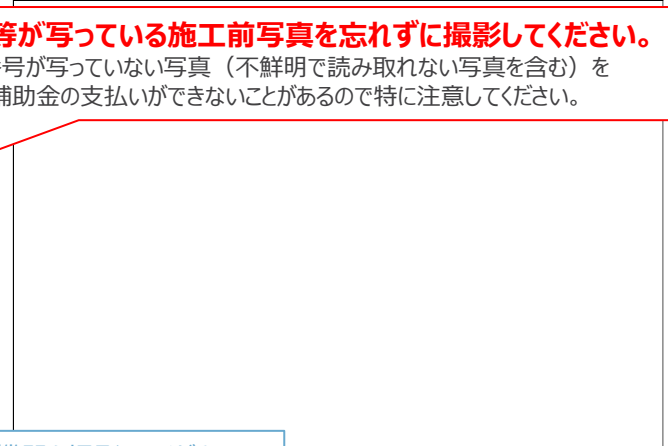 等が写っている施工前写真を忘れずに撮影してください。
号が写っていない写真（不鮮明で読み取れない写真を含む）を
補助金の支払いができないことがあるので特に注意してください。